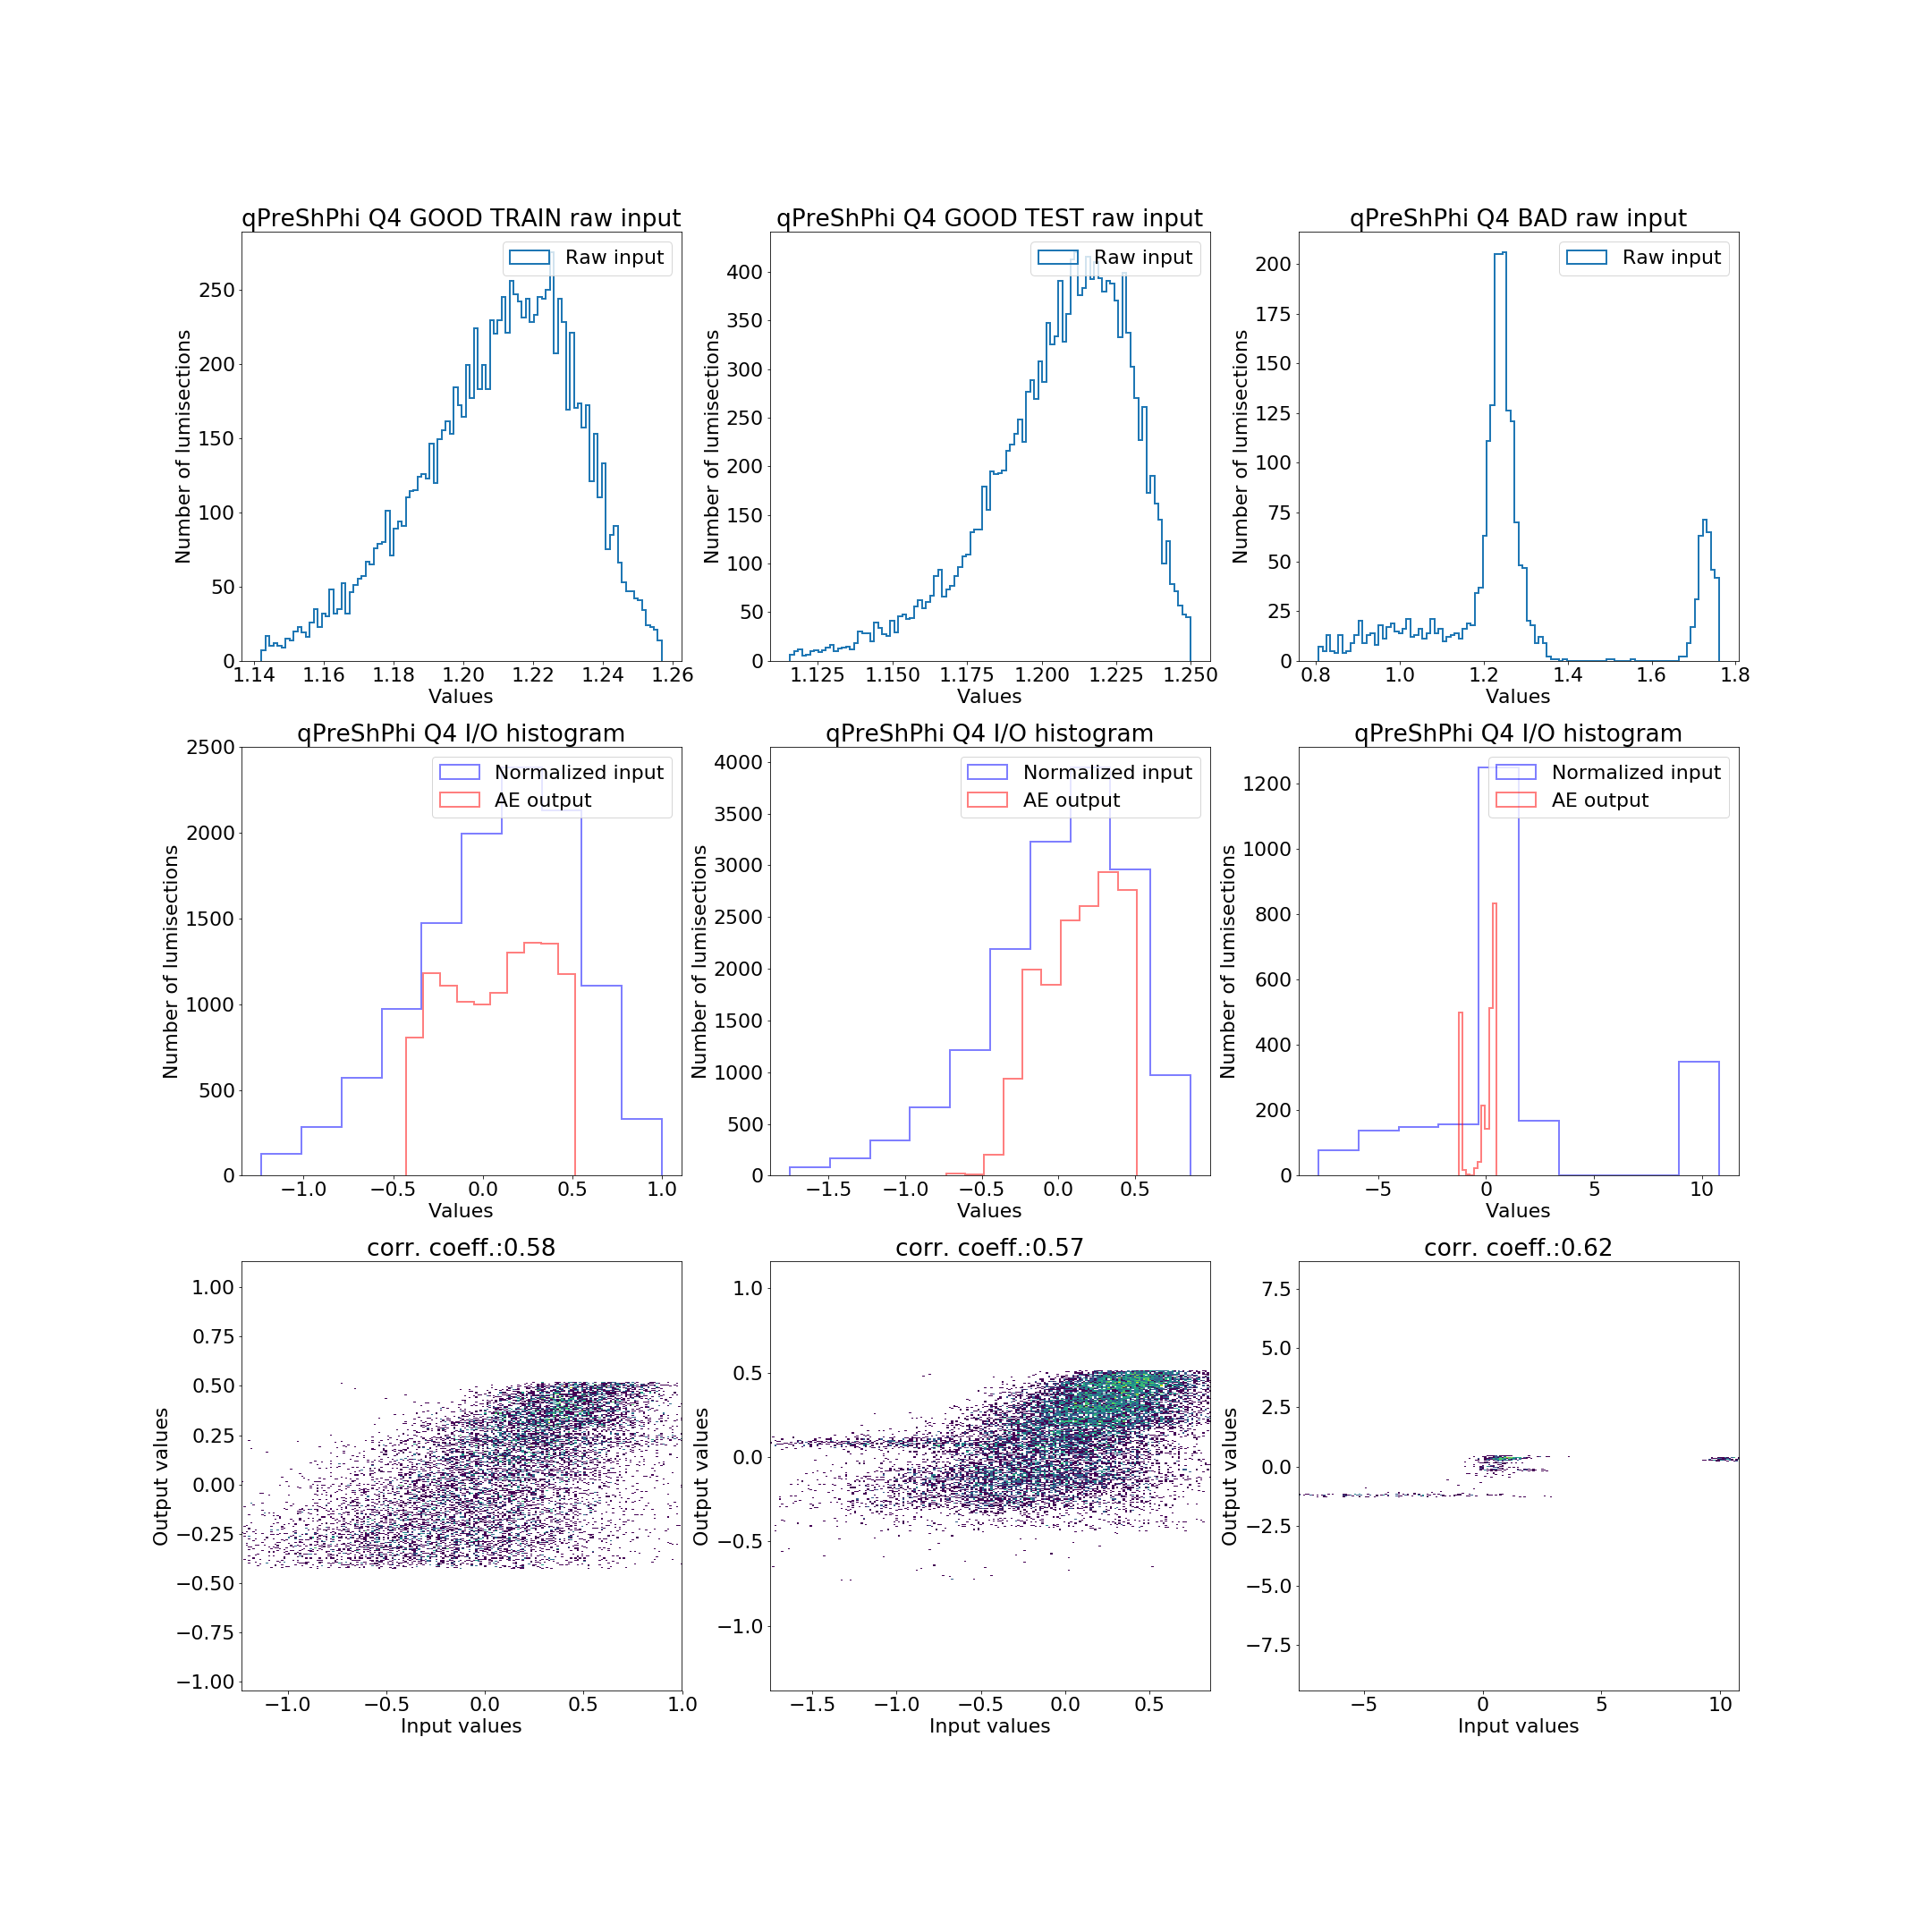 qPreShPhi Q4 GOOD TRAIN raw input
Raw input
Number of lumisections
0
50
100
150
200
250
1.14 1.16 1.18 1.20 1.22 1.24 1.26
Values
qPreShPhi Q4 GOOD TEST raw input
Raw input
Number of lumisections
0
50
100
150
200
250
300
350
400
1.125 1.150 1.175 1.200 1.225 1.250
Values
qPreShPhi Q4 BAD raw input
Raw input
Number of lumisections
0
25
50
75
100
125
150
175
200
0.8 1.0 1.2 1.4 1.6 1.8
Values
qPreShPhi Q4 I/O histogram
Normalized input
AE output
Number of lumisections
0
500
1000
1500
2000
2500
−1.0 −0.5 0.0 0.5 1.0
Values
qPreShPhi Q4 I/O histogram
Normalized input
AE output
Number of lumisections
0
500
1000
1500
2000
2500
3000
3500
4000
−1.5 −1.0 −0.5 0.0 0.5
Values
qPreShPhi Q4 I/O histogram
Normalized input
AE output
Number of lumisections
0
200
400
600
800
1000
1200
−5 0 5 10
Values
corr. coeff.:0.58
Output values
1.00
0.75
0.50
0.25
0.00
−0.25
−0.50
−0.75
−1.00
−1.0 −0.5 0.0 0.5 1.0
Input values
corr. coeff.:0.57
Output values
1.0
0.5
0.0
−0.5
−1.0
−1.5 −1.0 −0.5 0.0 0.5
Input values
corr. coeff.:0.62
Output values
7.5
5.0
2.5
0.0
−2.5
−5.0
−7.5
−5 0 5 10
Input values